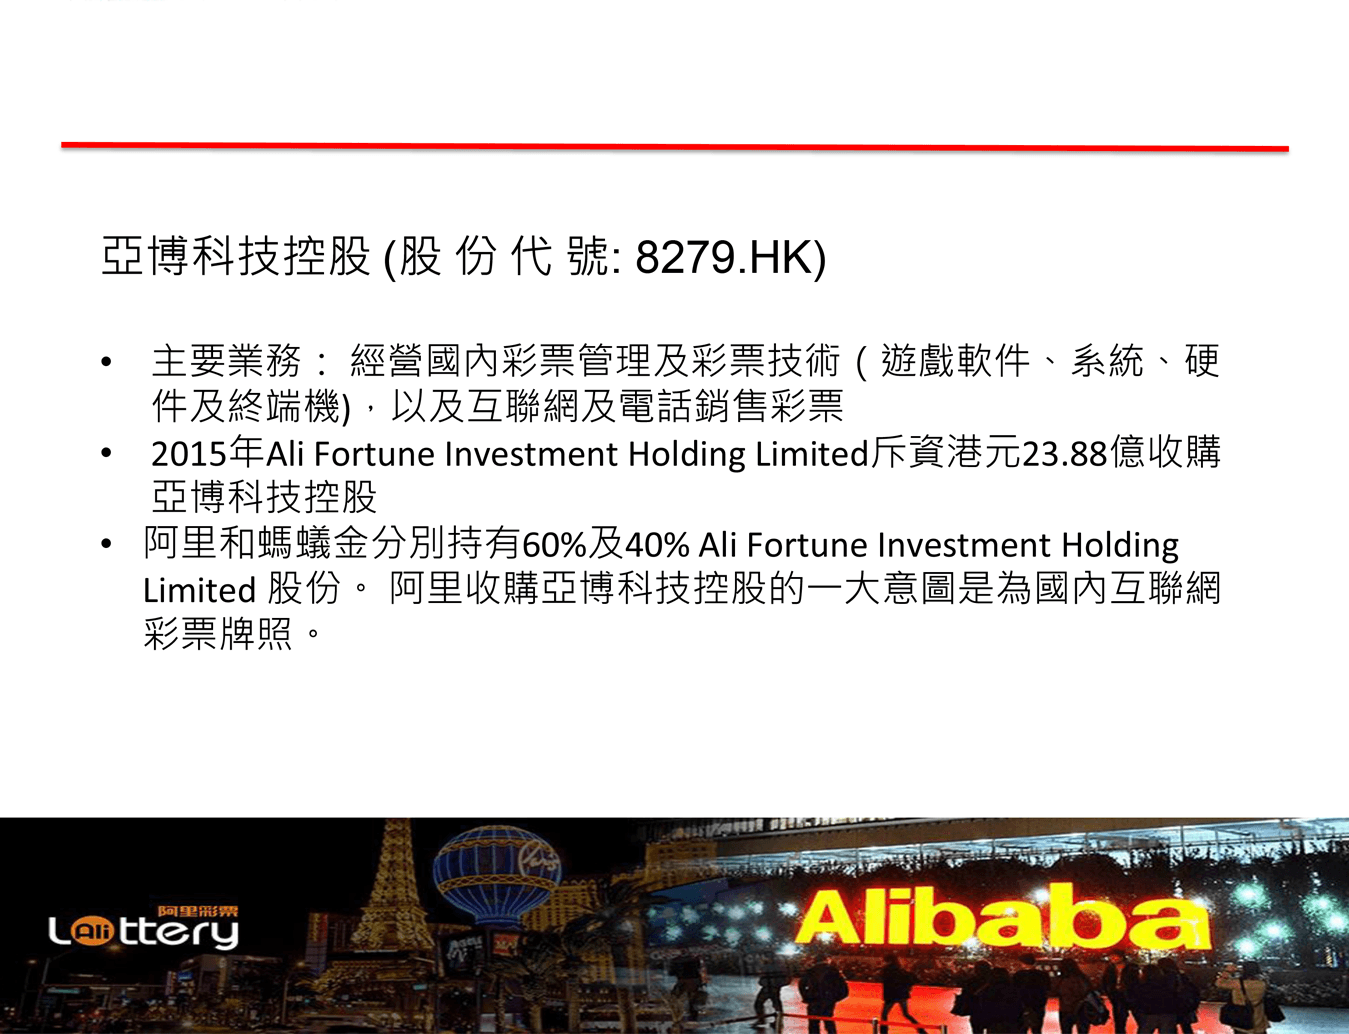 亞博科技控股 (股 份 代 號: 8279.HK)
• 主要業務： 經營國內彩票管理及彩票技術（遊戲軟件、系統、硬
件及終端機)，以及互聯網及電話銷售彩票
• 2015年Ali Fortune Investment Holding Limited斥資港元23.88億收購
亞博科技控股
• 阿里和螞蟻金分別持有60%及40% Ali Fortune Investment Holding
Limited 股份。 阿里收購亞博科技控股的一大意圖是為國內互聯網
彩票牌照。
阿里彩票
LAlittery
Paris
Alibaba